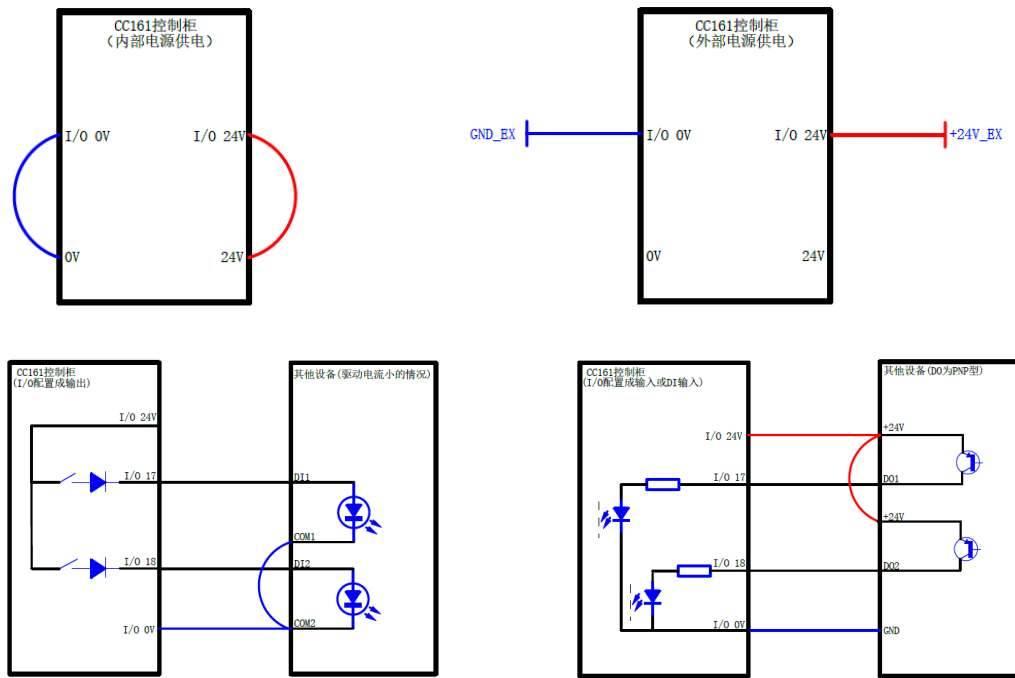 CC161控制柜
（内部电源供电）
I/O 0V
I/O 24V
0V
24V
CC161控制柜
（外部电源供电）
GND_EX
I/O 0V
I/O 24V
+24V_EX
0V
24V
CC161控制柜
(I/O配置成输出)
I/O 24V
I/O 17
I/O 18
I/O 0V
其他设备(驱动电流小的情况)
DI1
COM1
DI2
COM2
CC161控制柜
(I/O配置成输入或DI输入)
I/O 24V
I/O 17
I/O 18
I/O 0V
其他设备(DO为PNP型)
+24V
DO1
+24V
DO2
GND